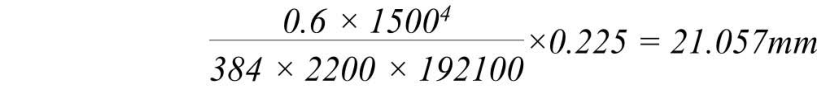 0.6 × 1500⁴
×0.225 = 21.057mm
384 × 2200 × 192100